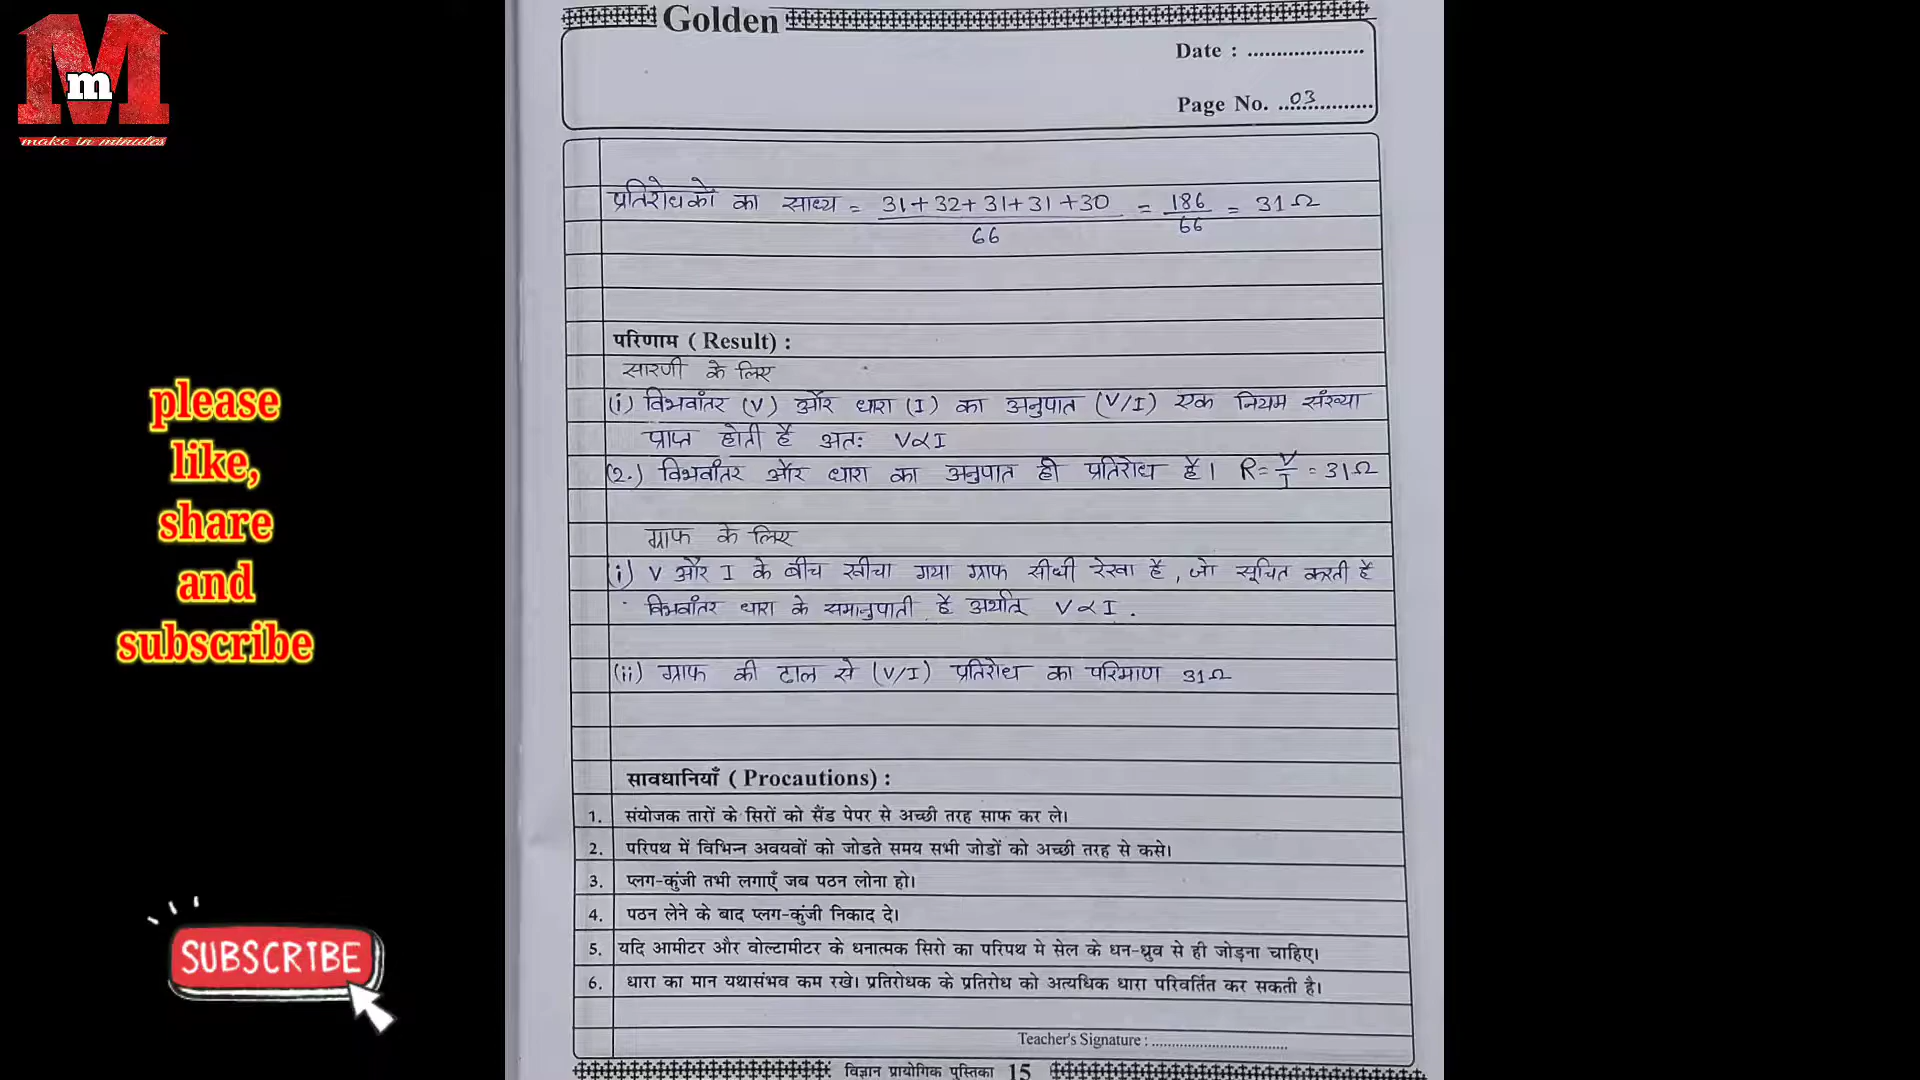 Golden
Date : ....................
Page No. ...03............
M
m
make in minutes
प्रतिरोधकों का साध्य = 31+32+31+31+30 / 66 = 186 / 66 = 31Ω
परिणाम ( Result) :
सारणी के लिए
(i) विभवांतर (V) और धारा (I) का अनुपात (V/I) एक नियम संख्या
प्राप्त होती है अतः V∝I
(2.) विभवांतर और धारा का अनुपात ही प्रतिरोध है। R= V/I = 31Ω
ग्राफ के लिए
(i) V और I के बीच खीचा गया ग्राफ सीधी रेखा है, जो सूचित करती है
विभवांतर धारा के समानुपाती है अर्थात् V∝I .
(ii) ग्राफ की ढाल से (V/I) प्रतिरोध का परिमाण 31Ω
सावधानियाँ ( Procautions) :
1. संयोजक तारों के सिरों को सैंड पेपर से अच्छी तरह साफ कर ले।
2. परिपथ में विभिन्न अवयवों को जोडते समय सभी जोडों को अच्छी तरह से कसे।
3. प्लग-कुंजी तभी लगाएँ जब पठन लोना हो।
4. पठन लेने के बाद प्लग-कुंजी निकाद दे।
5. यदि आमीटर और वोल्टामीटर के धनात्मक सिरो का परिपथ मे सेल के धन-ध्रुव से ही जोड़ना चाहिए।
6. धारा का मान यथासंभव कम रखे। प्रतिरोधक के प्रतिरोध को अत्यधिक धारा परिवर्तित कर सकती है।
Teacher's Signature : ................................
विज्ञान प्रायोगिक पुस्तिका 15
please
like,
share
and
subscribe
SUBSCRIBE